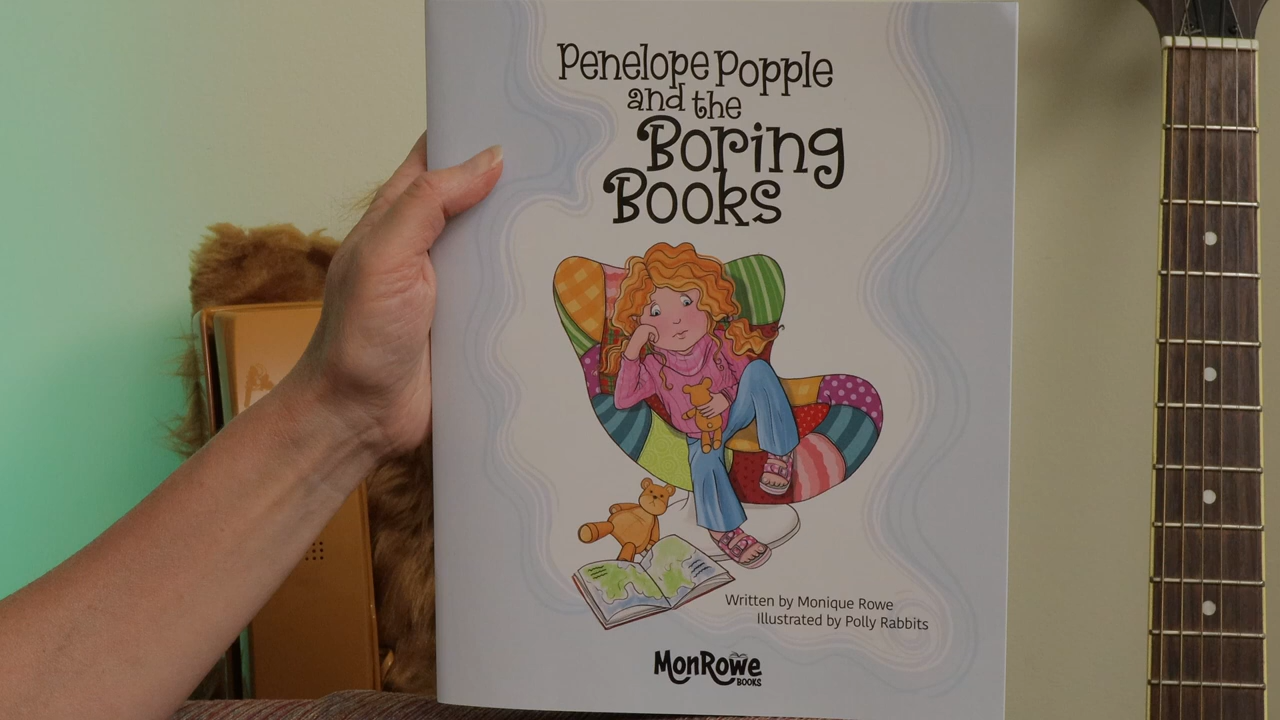 Penelope Popple
and the
Boring
Books
Written by Monique Rowe
Illustrated by Polly Rabbits
MonRowe
BOOKS